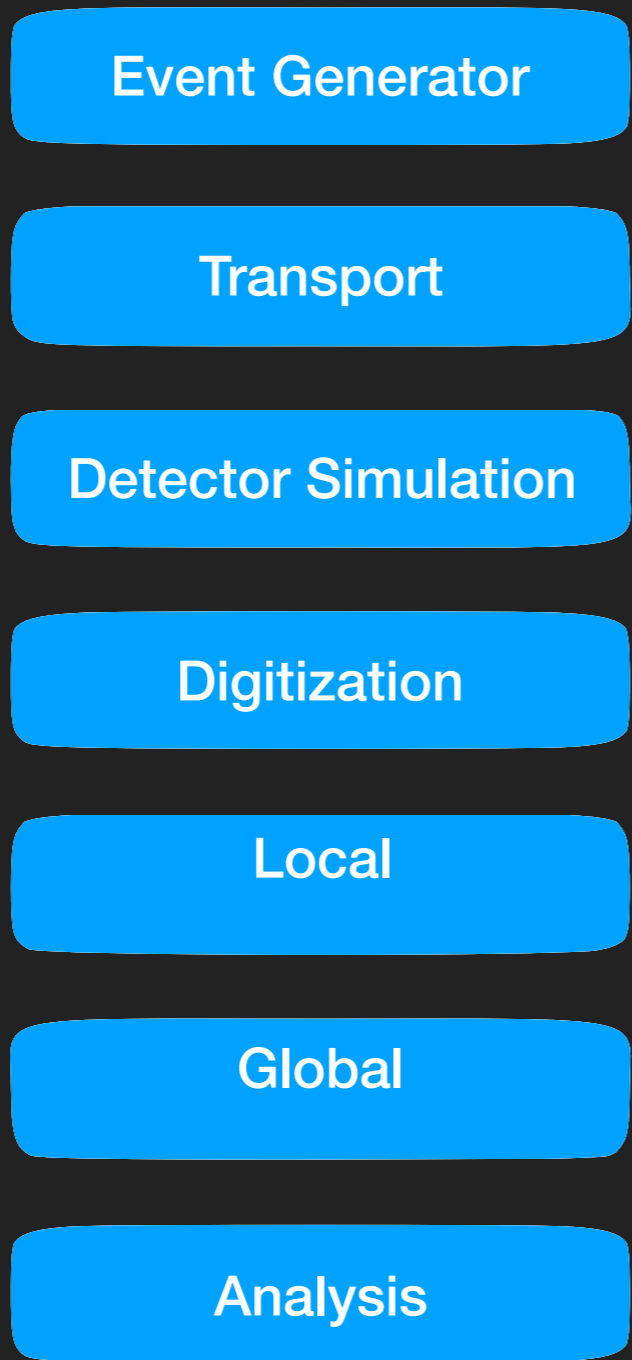 Event Generator
Transport
Detector Simulation
Digitization
Local
Global
Analysis